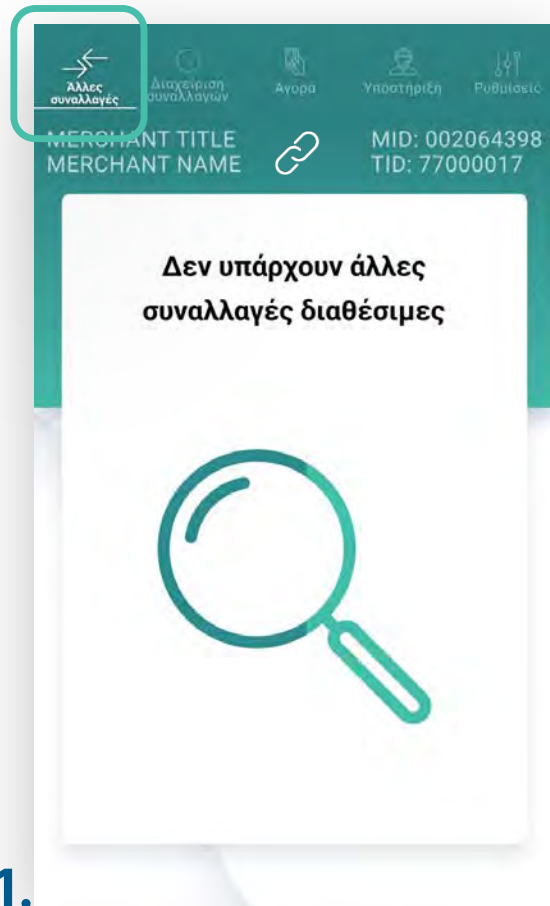 Άλλες
συναλλαγές
Διαχείριση
συναλλαγών
Αγορά
Υποστήριξη
Ρυθμίσεις
MERCHANT TITLE
MERCHANT NAME
MID: 002064398
TID: 77000017
Δεν υπάρχουν άλλες
συναλλαγές διαθέσιμες
1.